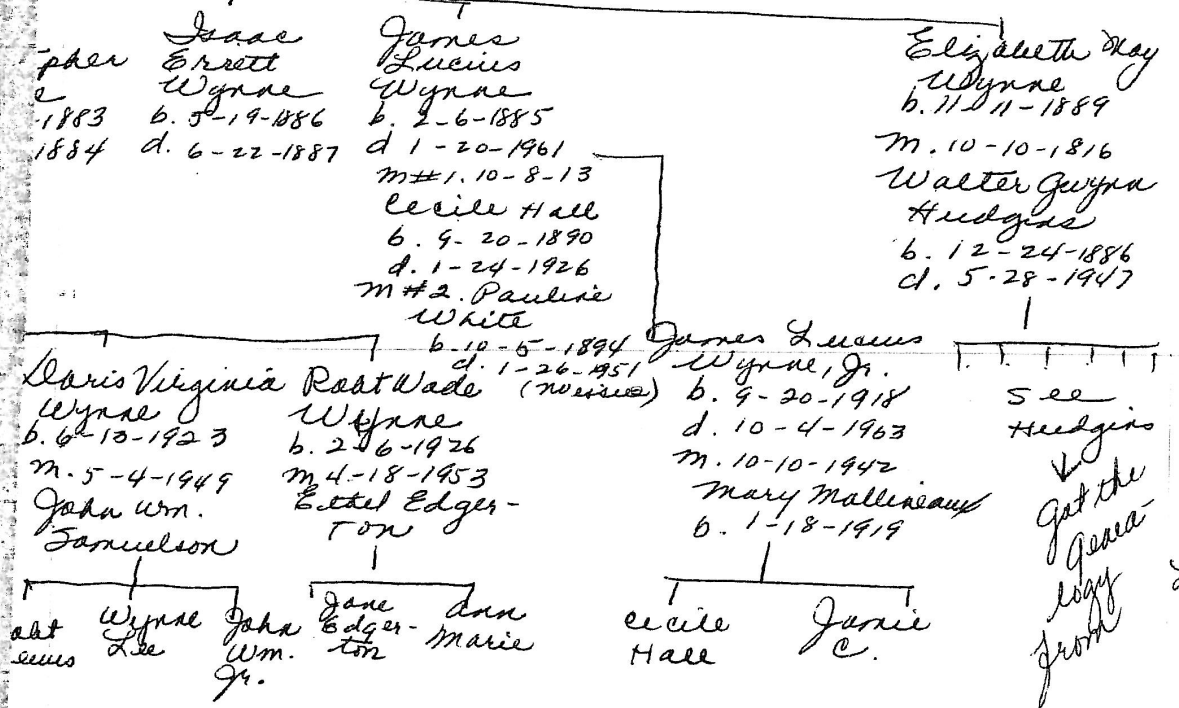 Isaac
Errett
Wynne
b. 5-19-1886
d. 6-22-1887
James
Lucius
Wynne
b. 2-6-1885
d 1-20-1961
m#1. 10-8-13
Cecile Hall
b. 9-20-1890
d. 1-24-1926
m#2. Pauline
White
b. 10-5-1894
d. 1-26-1951
(no issue)
Elizabeth May
Wynne
b. 11-11-1889
m. 10-10-1816
Walter Gwynn
Hudgins
b. 12-24-1886
d. 5-28-1947
pher
e
-1883
1884
Doris Virginia
Wynne
b. 6-13-1923
m. 5-4-1949
John Wm.
Samuelson
Robt Wade
Wynne
b. 2-6-1926
m 4-18-1953
Ethel Edger-
ton
James Lucius
Wynne, Jr.
b. 9-20-1918
d. 10-4-1963
m. 10-10-1942
Mary Mallineaux
b. 1-18-1919
See
Hudgins
got the
genea-
logy
from
obt
Wynne
Lee
John
Wm.
Jr.
Jane
Edger-
ton
Ann
Marie
Cecile
Hall
Jamie
C.